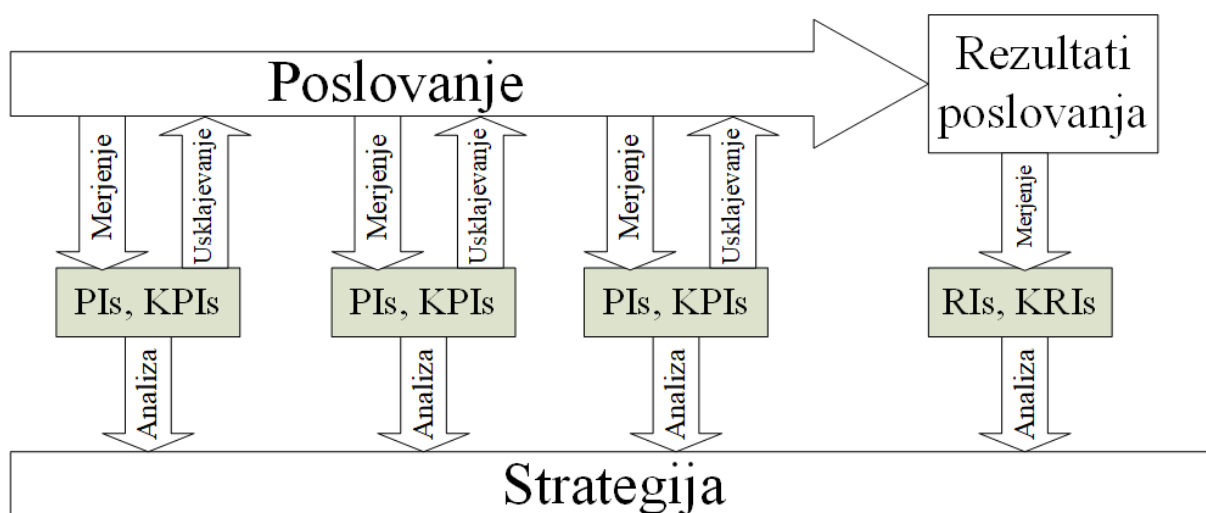 Poslovanje
Rezultati
poslovanja
Merjenje
Usklajevanje
Merjenje
Usklajevanje
Merjenje
Usklajevanje
Merjenje
PIs, KPIs
PIs, KPIs
PIs, KPIs
RIs, KRIs
Analiza
Analiza
Analiza
Analiza
Strategija